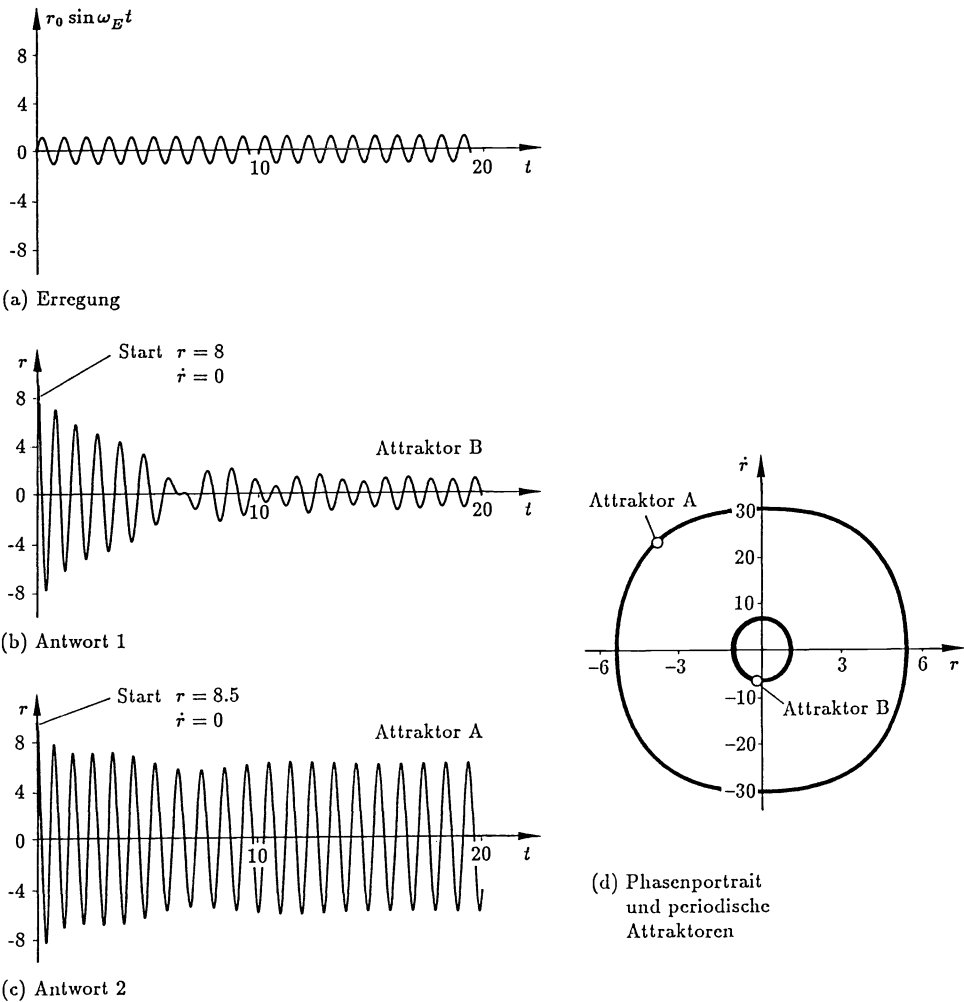 r₀ sin ω_E t
8
4
0
-4
-8
10
20
t
(a) Erregung
r
Start r = 8
ṙ = 0
8
4
0
-4
-8
Attraktor B
10
20
t
(b) Antwort 1
r
Start r = 8.5
ṙ = 0
8
4
0
-4
-8
Attraktor A
10
20
t
(c) Antwort 2
ṙ
Attraktor A
30
20
10
-6
-3
3
6
r
-10
Attraktor B
-20
-30
(d) Phasenportrait
und periodische
Attraktoren